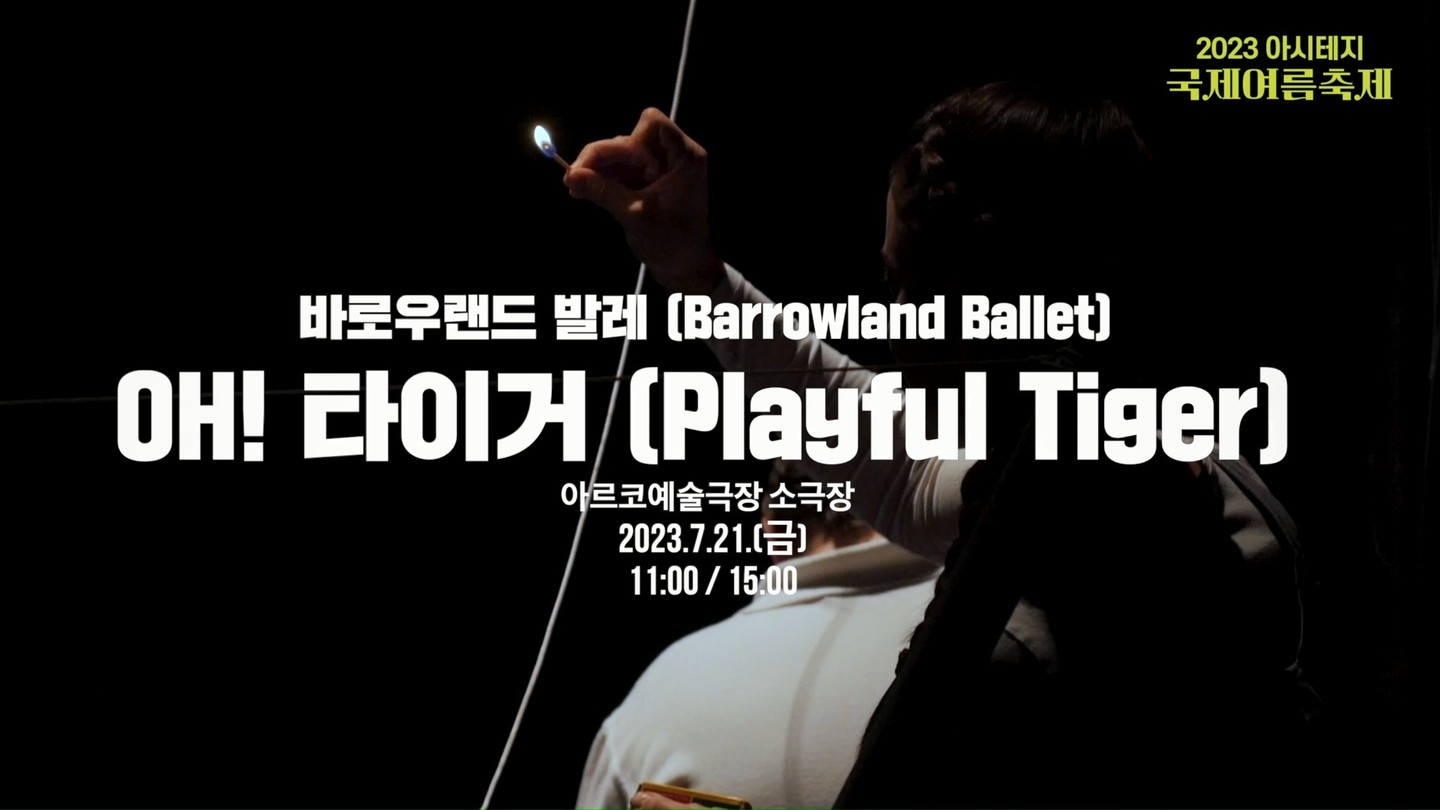 2023 아시테지
국제여름축제
바로우랜드 발레 (Barrowland Ballet)
어H! 타이거 (Playful Tiger)
아르코예술극장 소극장
2023.7.21.(금)
11:00 / 15:00